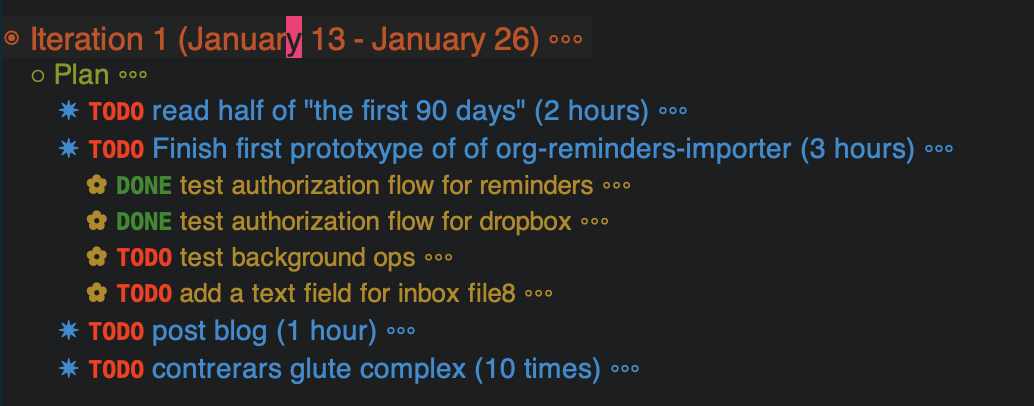 Iteration 1 (January 13 - January 26)
Plan
TODO read half of "the first 90 days" (2 hours)
TODO Finish first prototxype of of org-reminders-importer (3 hours)
DONE test authorization flow for reminders
DONE test authorization flow for dropbox
TODO test background ops
TODO add a text field for inbox file8
TODO post blog (1 hour)
TODO contrerars glute complex (10 times)